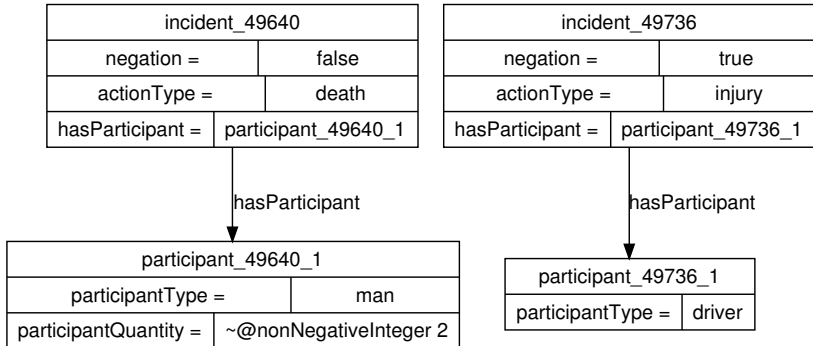 incident_49640
negation = false
actionType = death
hasParticipant = participant_49640_1
incident_49736
negation = true
actionType = injury
hasParticipant = participant_49736_1
hasParticipant
hasParticipant
participant_49640_1
participantType = man
participantQuantity = ~@nonNegativeInteger 2
participant_49736_1
participantType = driver